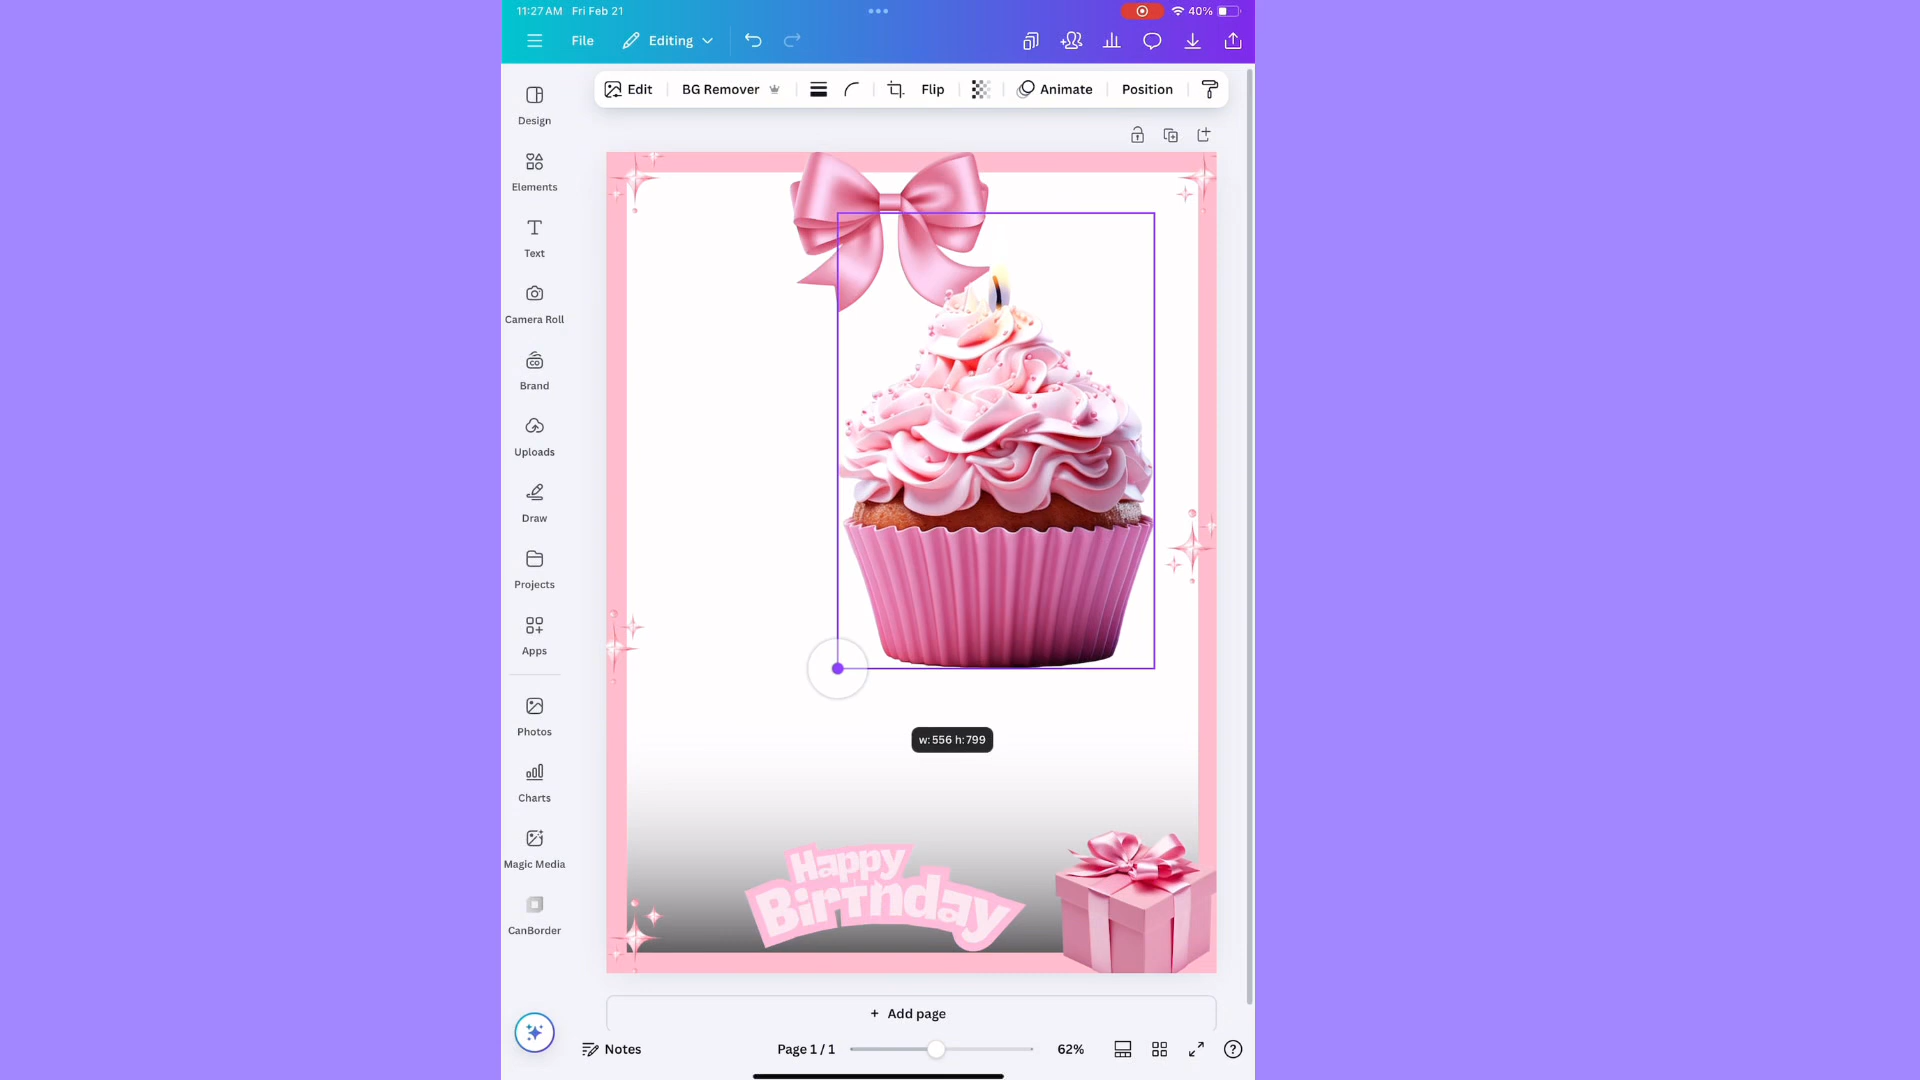 11:27 AM Fri Feb 21
40%
File
Editing
Edit
BG Remover
Flip
Animate
Position
Design
Elements
Text
Camera Roll
Brand
Uploads
Draw
Projects
Apps
Photos
Charts
Magic Media
CanBorder
w: 556 h: 799
Happy
Birthday
+ Add page
Notes
Page 1 / 1
62%